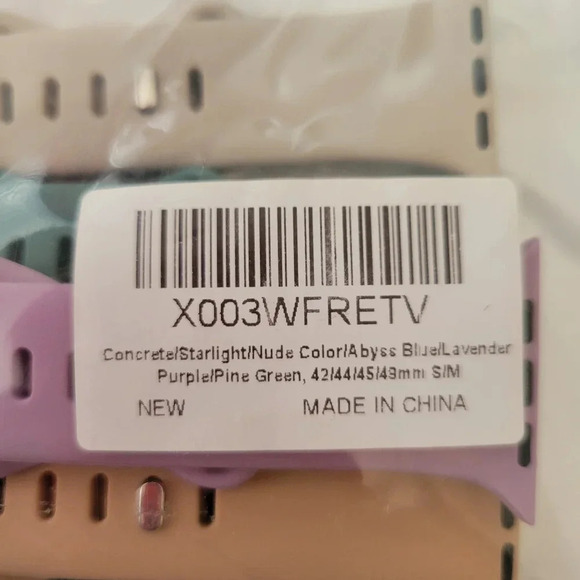 X003WFRETV
Concrete/Starlight/Nude Color/Abyss Blue/Lavender
Purple/Pine Green, 42/44/45/49mm S/M
NEW MADE IN CHINA